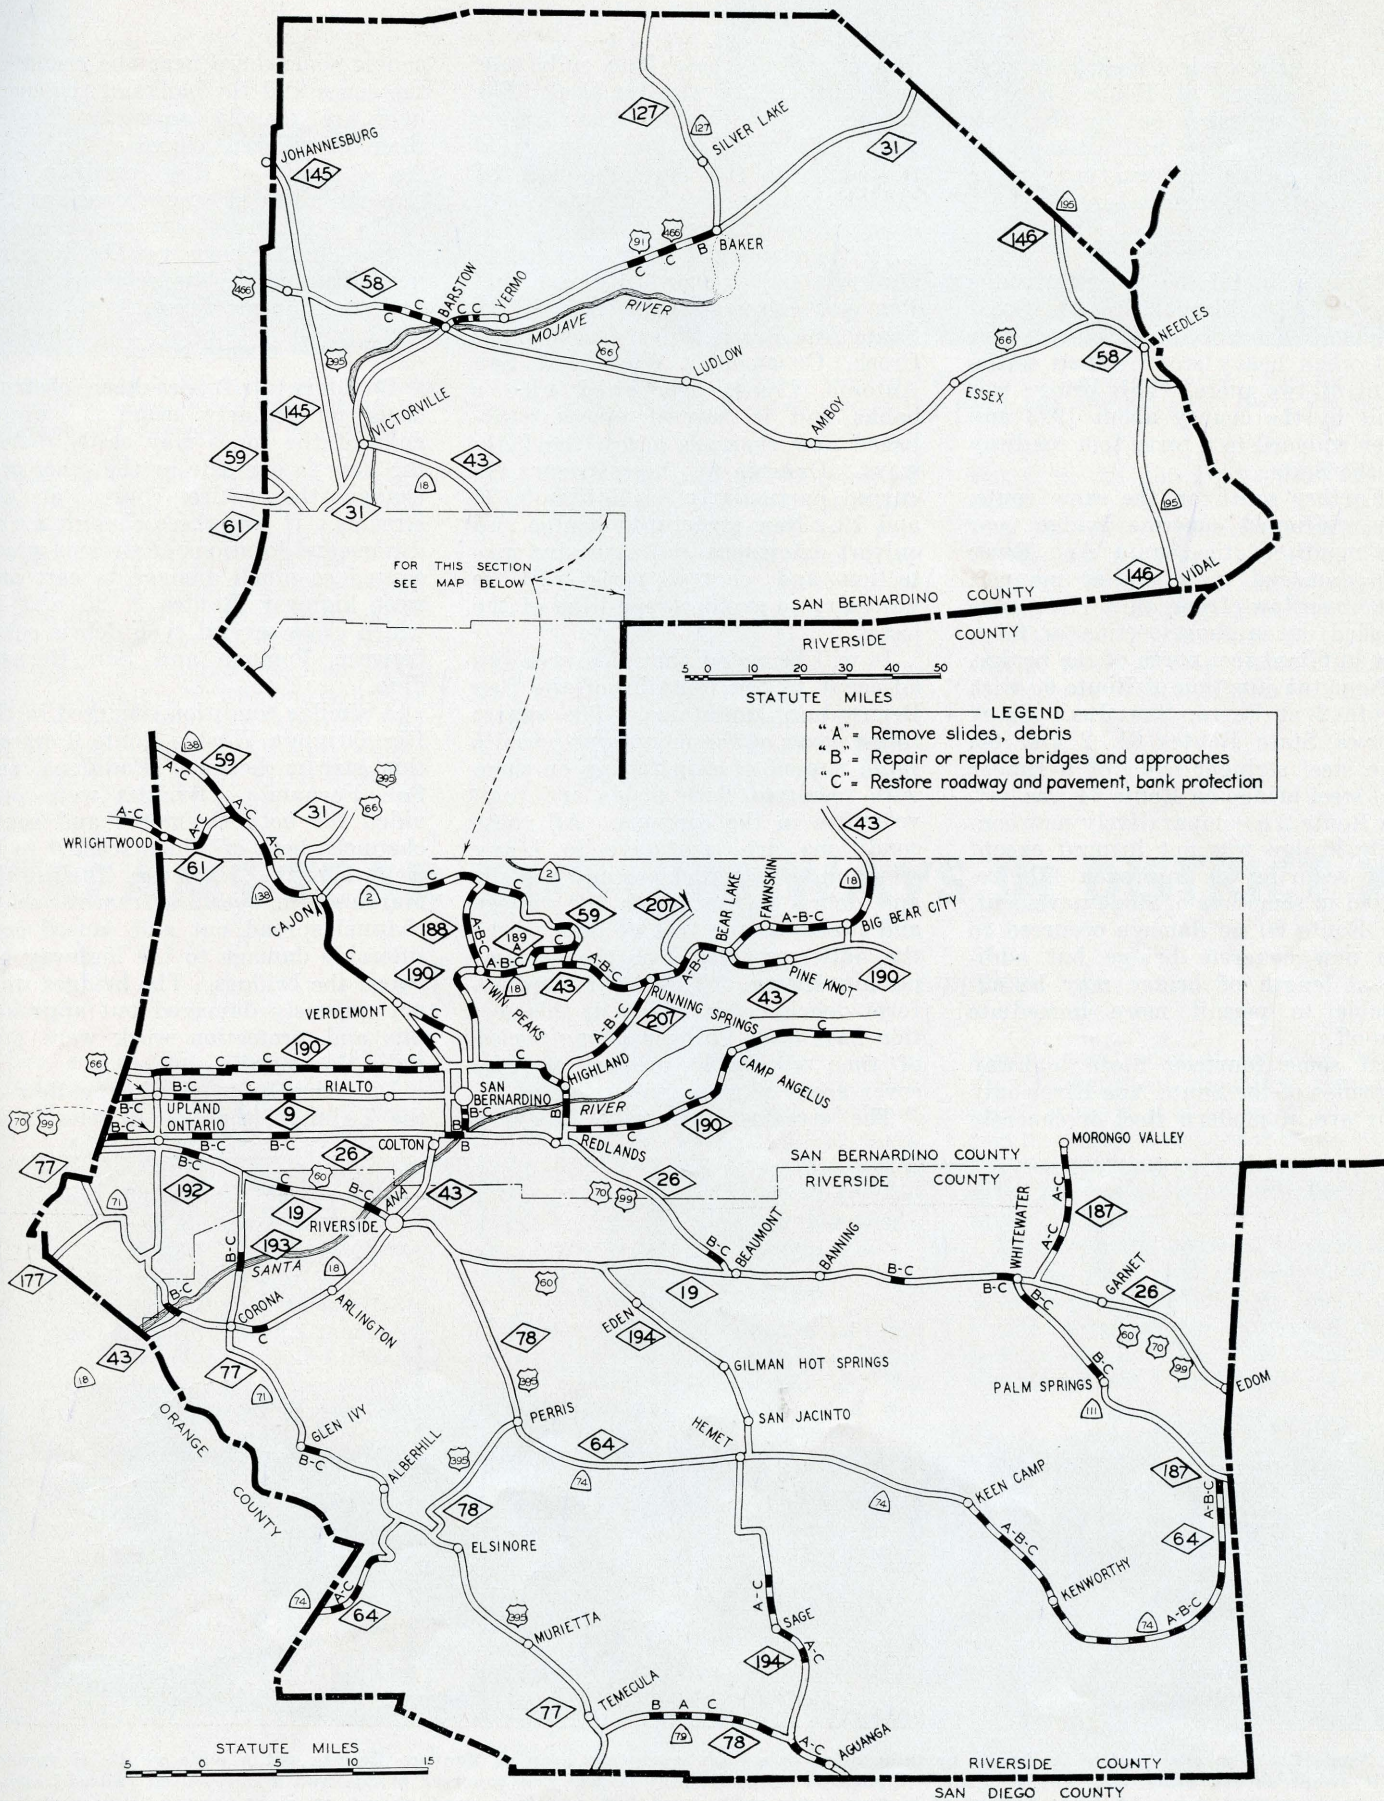 127
127
SILVER LAKE
31
JOHANNESBURG
145
195
146
466
91
B
BAKER
C
C
466
58
C
C
BARSTOW
C C
YERMO
MOJAVE
RIVER
66
LUDLOW
66
NEEDLES
58
ESSEX
AMBOY
395
145
VICTORVILLE
43
18
59
61
31
195
146
VIDAL
FOR THIS SECTION
SEE MAP BELOW
SAN BERNARDINO COUNTY
RIVERSIDE COUNTY
5 0 10 20 30 40 50
STATUTE MILES
LEGEND
"A"= Remove slides, debris
"B"= Repair or replace bridges and approaches
"C"= Restore roadway and pavement, bank protection
138
59
A-C
395
66
31
A-C
A-C
A-C
A-C
WRIGHTWOOD
61
138
CAJON
2
C
C
2
43
18
188
A-B-C
189
A
C
59
207
BEAR LAKE
FAWNSKIN
A-B-C
BIG BEAR CITY
190
C
A-B-C
18
43
A-B-C
A-B-C
PINE KNOT
190
43
TWIN PEAKS
RUNNING SPRINGS
207
A-B-C
VERDEMONT
C
C
190
C C C C C
C
HIGHLAND
C
CAMP ANGELUS
66
B-C
C C
RIALTO
SAN
BERNARDINO
B-C
UPLAND
ONTARIO
9
B-C
B
RIVER
C
190
C
70
99
B-C
B-C
26
COLTON
B
B
REDLANDS
MORONGO VALLEY
77
B-C
192
60
C
B-C
ANA
43
26
70
99
SAN BERNARDINO COUNTY
RIVERSIDE COUNTY
71
19
RIVERSIDE
193
B-C
SANTA
18
WHITEWATER
A-C
187
A-C
177
B-C
CORONA
C
ARLINGTON
60
B-C
BEAUMONT
BANNING
B-C
B-C
B-C
GARNET
26
19
EDEN
194
43
18
77
71
78
395
GILMAN HOT SPRINGS
60
70
99
B-C
PALM SPRINGS
EDOM
111
ORANGE
COUNTY
GLEN IVY
B-C
ALBERHILL
PERRIS
SAN JACINTO
HEMET
64
74
395
78
74
KEEN CAMP
187
A-B-C
64
A-B-C
ELSINORE
KENWORTHY
74
A-B-C
74
A-C
64
A-C
SAGE
A-C
194
395
MURIETTA
77
TEMECULA
B A C
79
78
A-C
AGUANGA
STATUTE MILES
5 0 5 10 15
RIVERSIDE COUNTY
SAN DIEGO COUNTY